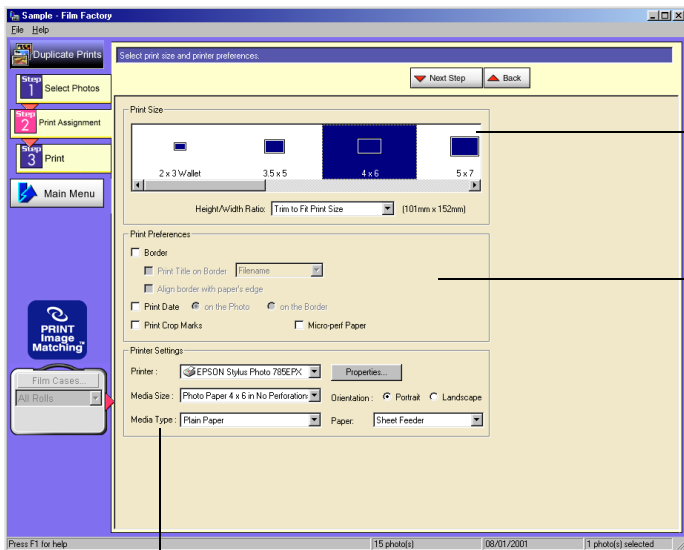 Sample - Film Factory
File Help
Duplicate Prints
Select print size and printer preferences.
Next Step Back
Step 1 Select Photos
Step 2 Print Assignment
Step 3 Print
Main Menu
Print Size
2 x 3 Wallet 3.5 x 5 4 x 6 5 x 7
Height/Width Ratio: Trim to Fit Print Size (101mm x 152mm)
Print Preferences
Border
Print Title on Border Filename
Align border with paper's edge
Print Date on the Photo on the Border
Print Crop Marks Micro-perf Paper
PRINT
Image
Matching™
Printer Settings
Printer : EPSON Stylus Photo 785EPX Properties...
Film Cases...
All Rolls
Media Size : Photo Paper 4 x 6 in No Perforation: Orientation : Portrait Landscape
Media Type : Plain Paper Paper: Sheet Feeder
Press F1 for help 15 photo(s) 08/01/2001 1 photo(s) selected